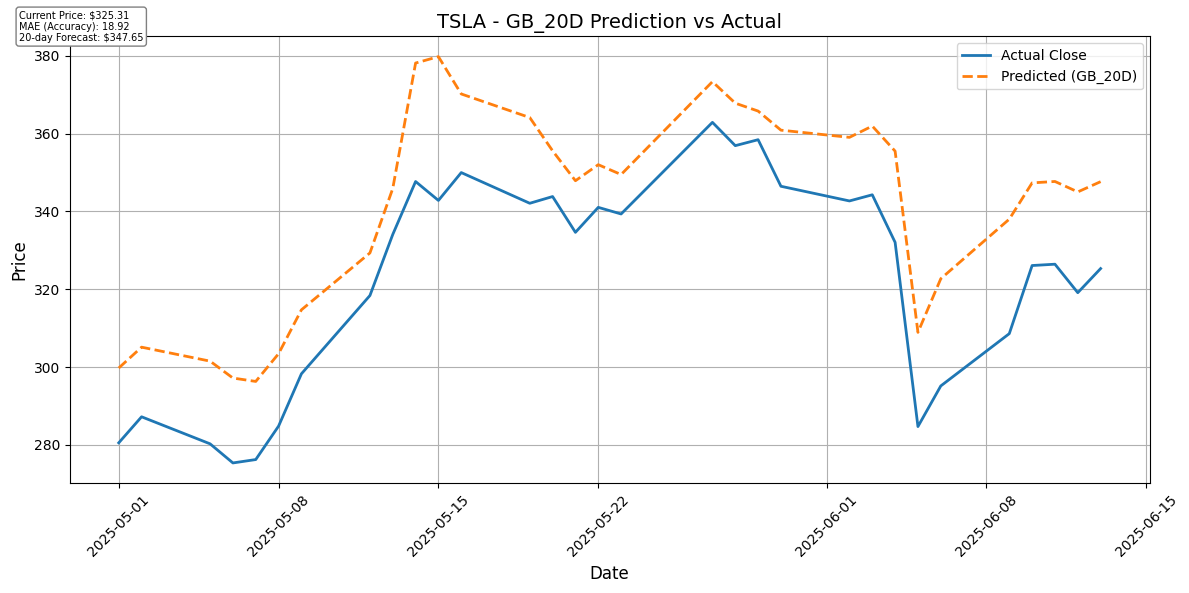 TSLA - GB_20D Prediction vs Actual
Current Price: $325.31
MAE (Accuracy): 18.92
20-day Forecast: $347.65
Actual Close
Predicted (GB_20D)
Price
380
360
340
320
300
280
2025-05-01
2025-05-08
2025-05-15
2025-05-22
2025-06-01
2025-06-08
2025-06-15
Date